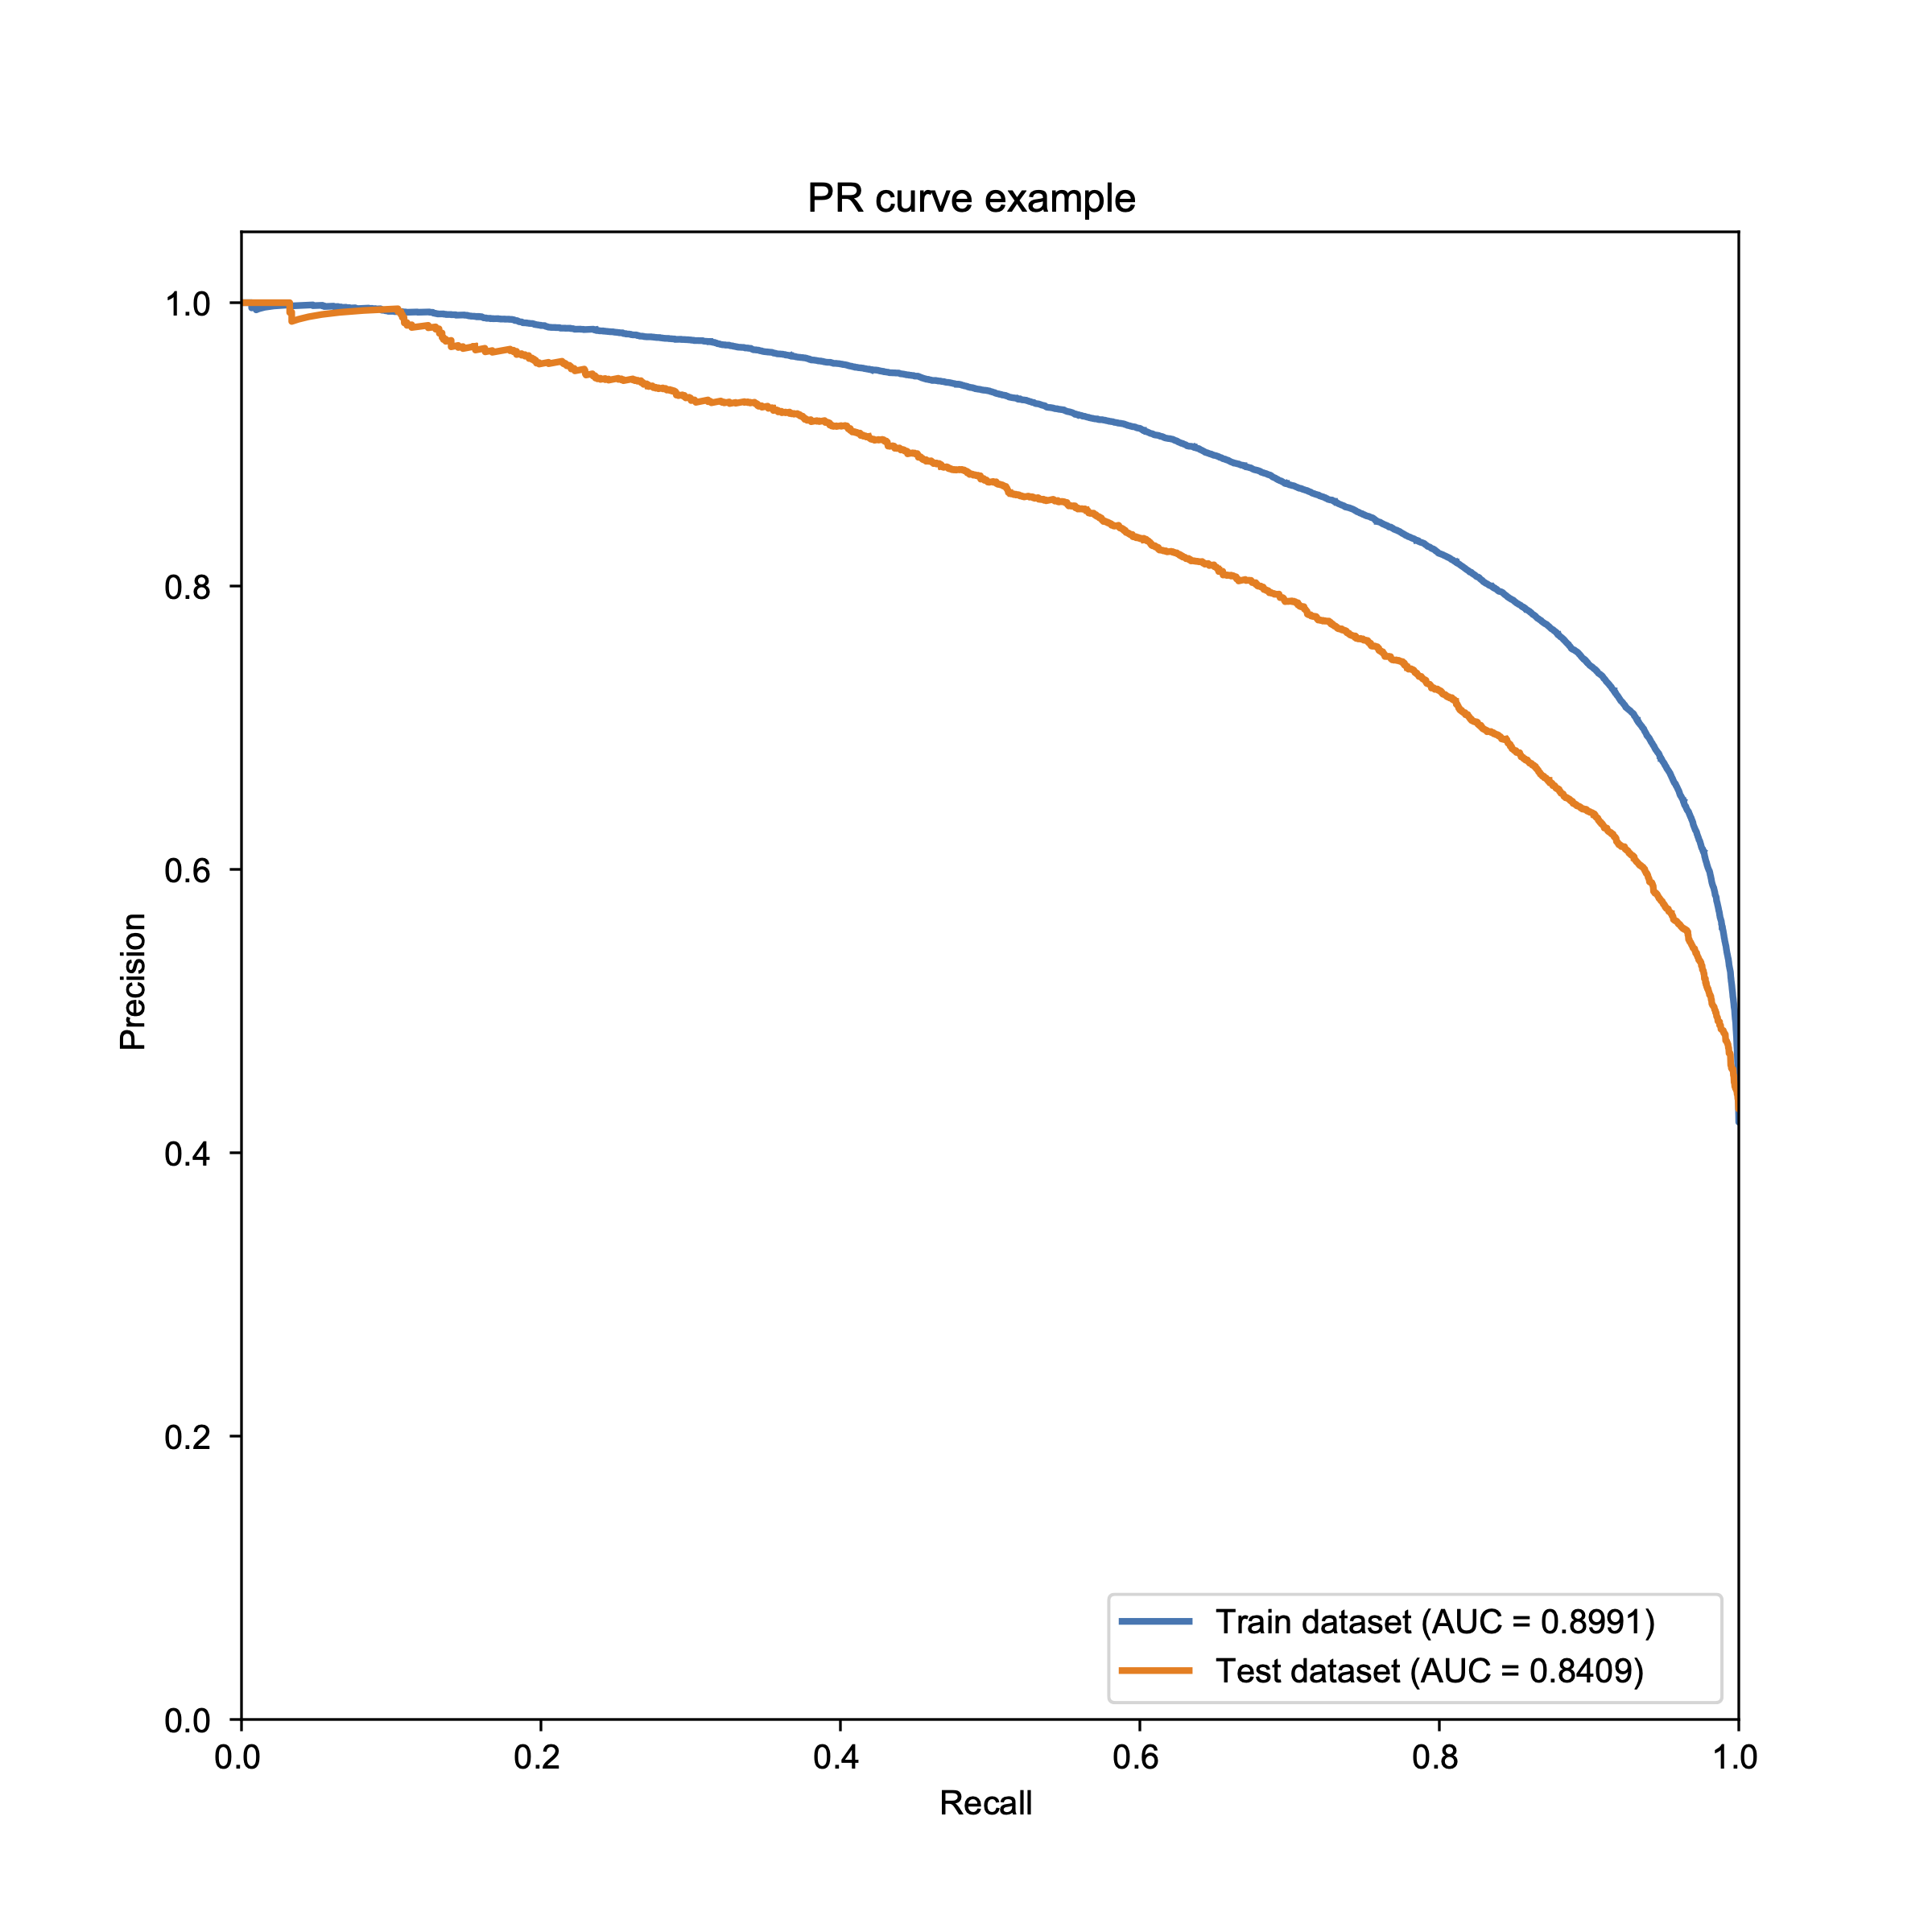 PR curve example
1.0
0.8
0.6
0.4
0.2
0.0
Precision
0.0 0.2 0.4 0.6 0.8 1.0
Recall
Train dataset (AUC = 0.8991)
Test dataset (AUC = 0.8409)